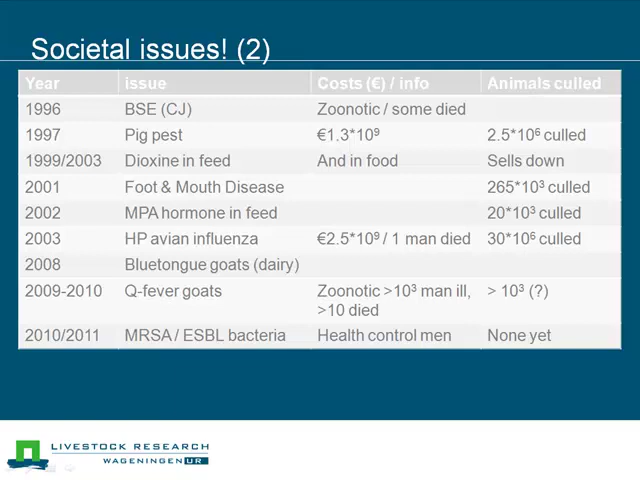 Societal issues! (2)
Year issue Costs (€) / info Animals culled
1996 BSE (CJ) Zoonotic / some died
1997 Pig pest €1.3*10⁹ 2.5*10⁶ culled
1999/2003 Dioxine in feed And in food Sells down
2001 Foot & Mouth Disease 265*10³ culled
2002 MPA hormone in feed 20*10³ culled
2003 HP avian influenza €2.5*10⁹ / 1 man died 30*10⁶ culled
2008 Bluetongue goats (dairy)
2009-2010 Q-fever goats Zoonotic >10³ man ill, > 10³ (?)
>10 died
2010/2011 MRSA / ESBL bacteria Health control men None yet
LIVESTOCK RESEARCH
WAGENINGEN UR